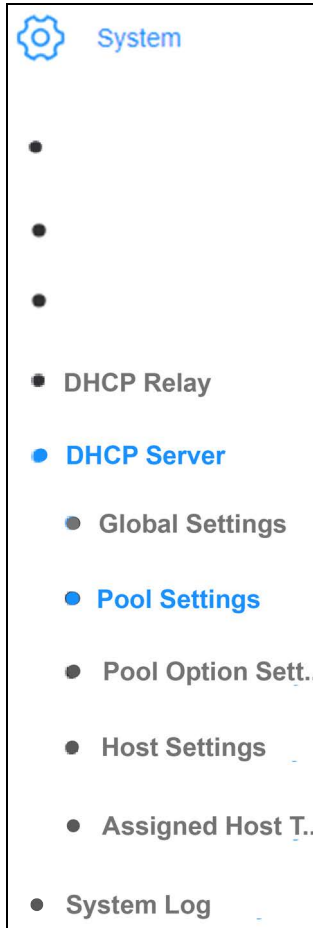 System
DHCP Relay
DHCP Server
Global Settings
Pool Settings
Pool Option Sett..
Host Settings
Assigned Host T..
System Log